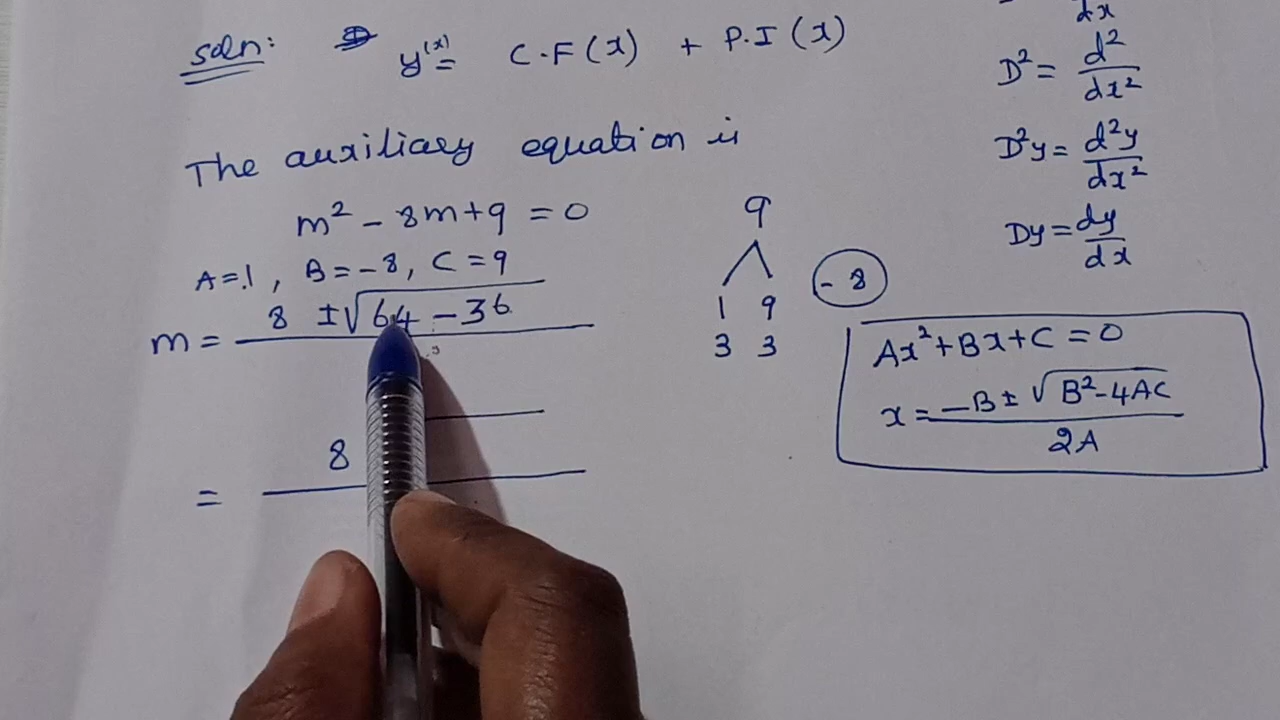 soln: y(x) = C.F(x) + P.I(x)
The auxiliary equation is
m² - 8m + 9 = 0
A = 1, B = -8, C = 9
m = 8 ± √64 - 36
= 8
9
1 9
3 3
- 8
dx
D² = d²/dx²
D²y = d²y/dx²
Dy = dy/dx
Ax² + Bx + C = 0
x = -B ± √B² - 4AC / 2A